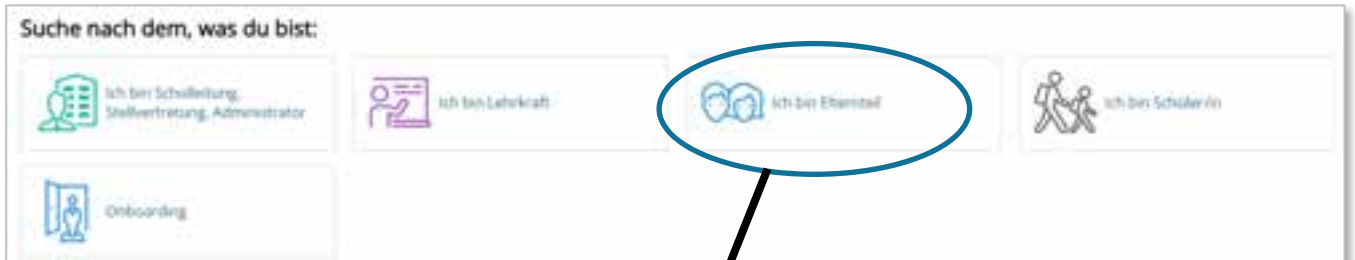 Suche nach dem, was du bist:
Ich bin Schulleitung,
Stellvertretung, Administrator
Ich bin Lehrkraft
Ich bin Elternteil
Ich bin Schüler/in
Onboarding